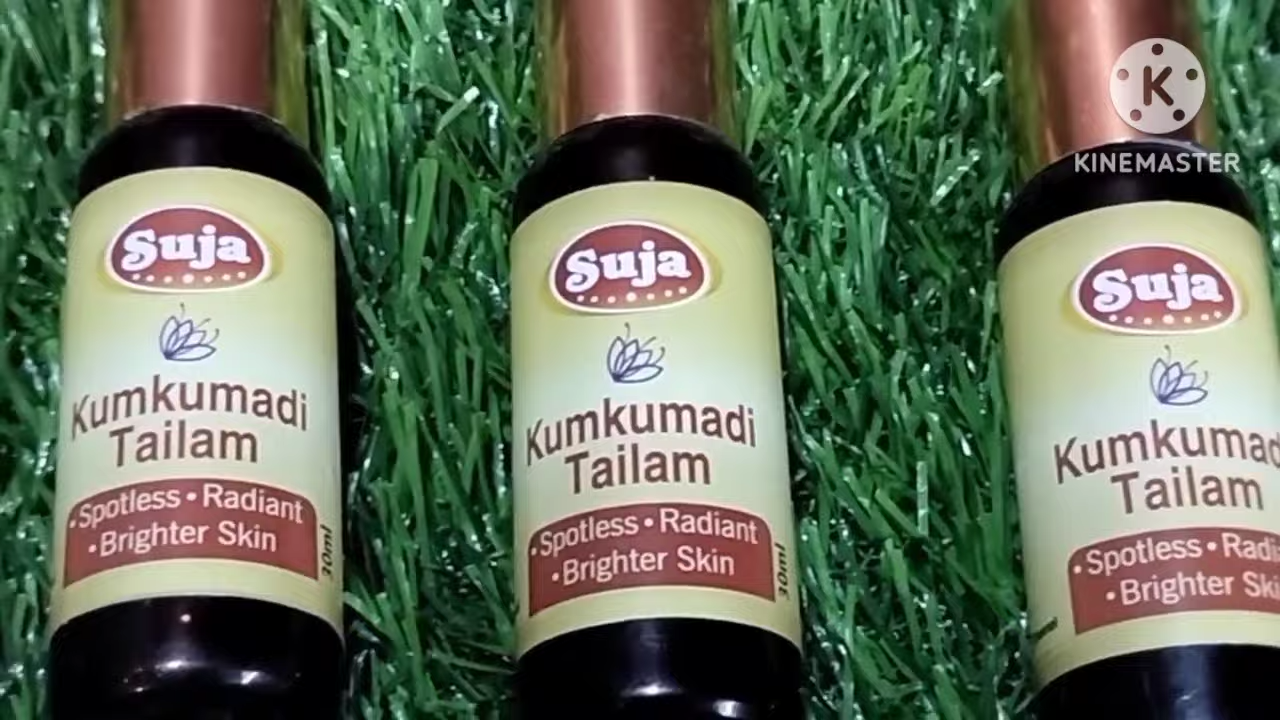 Suja
Kumkumadi
Tailam
•Spotless • Radiant
•Brighter Skin
30ml
Suja
Kumkumadi
Tailam
•Spotless • Radiant
•Brighter Skin
30ml
Suja
Kumkumad
Tailam
•Spotless • Radi
•Brighter Ski
K
KINEMASTER